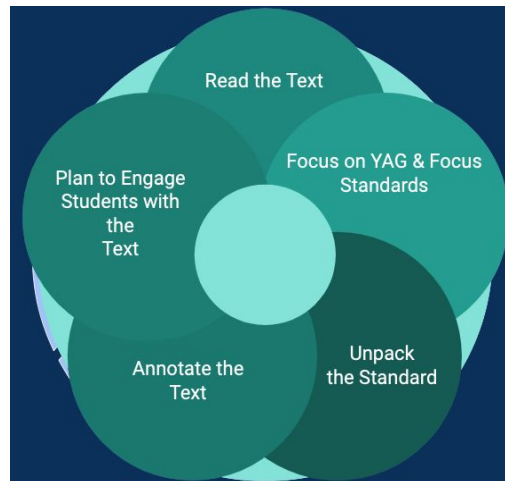 Read the Text
Focus on YAG & Focus
Standards
Unpack
the Standard
Annotate the
Text
Plan to Engage
Students with
the
Text